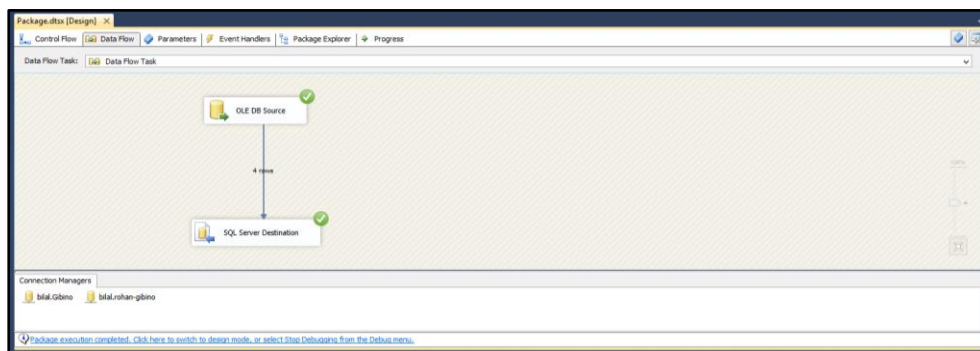 Package.dtsx [Design]
Control Flow Data Flow Parameters Event Handlers Package Explorer Progress
Data Flow Task: Data Flow Task
OLE DB Source
4 rows
SQL Server Destination
Connection Managers
bilal.Gibino bilal.rohan-gibino
Package execution completed. Click here to switch to design mode, or select Stop Debugging from the Debug menu.